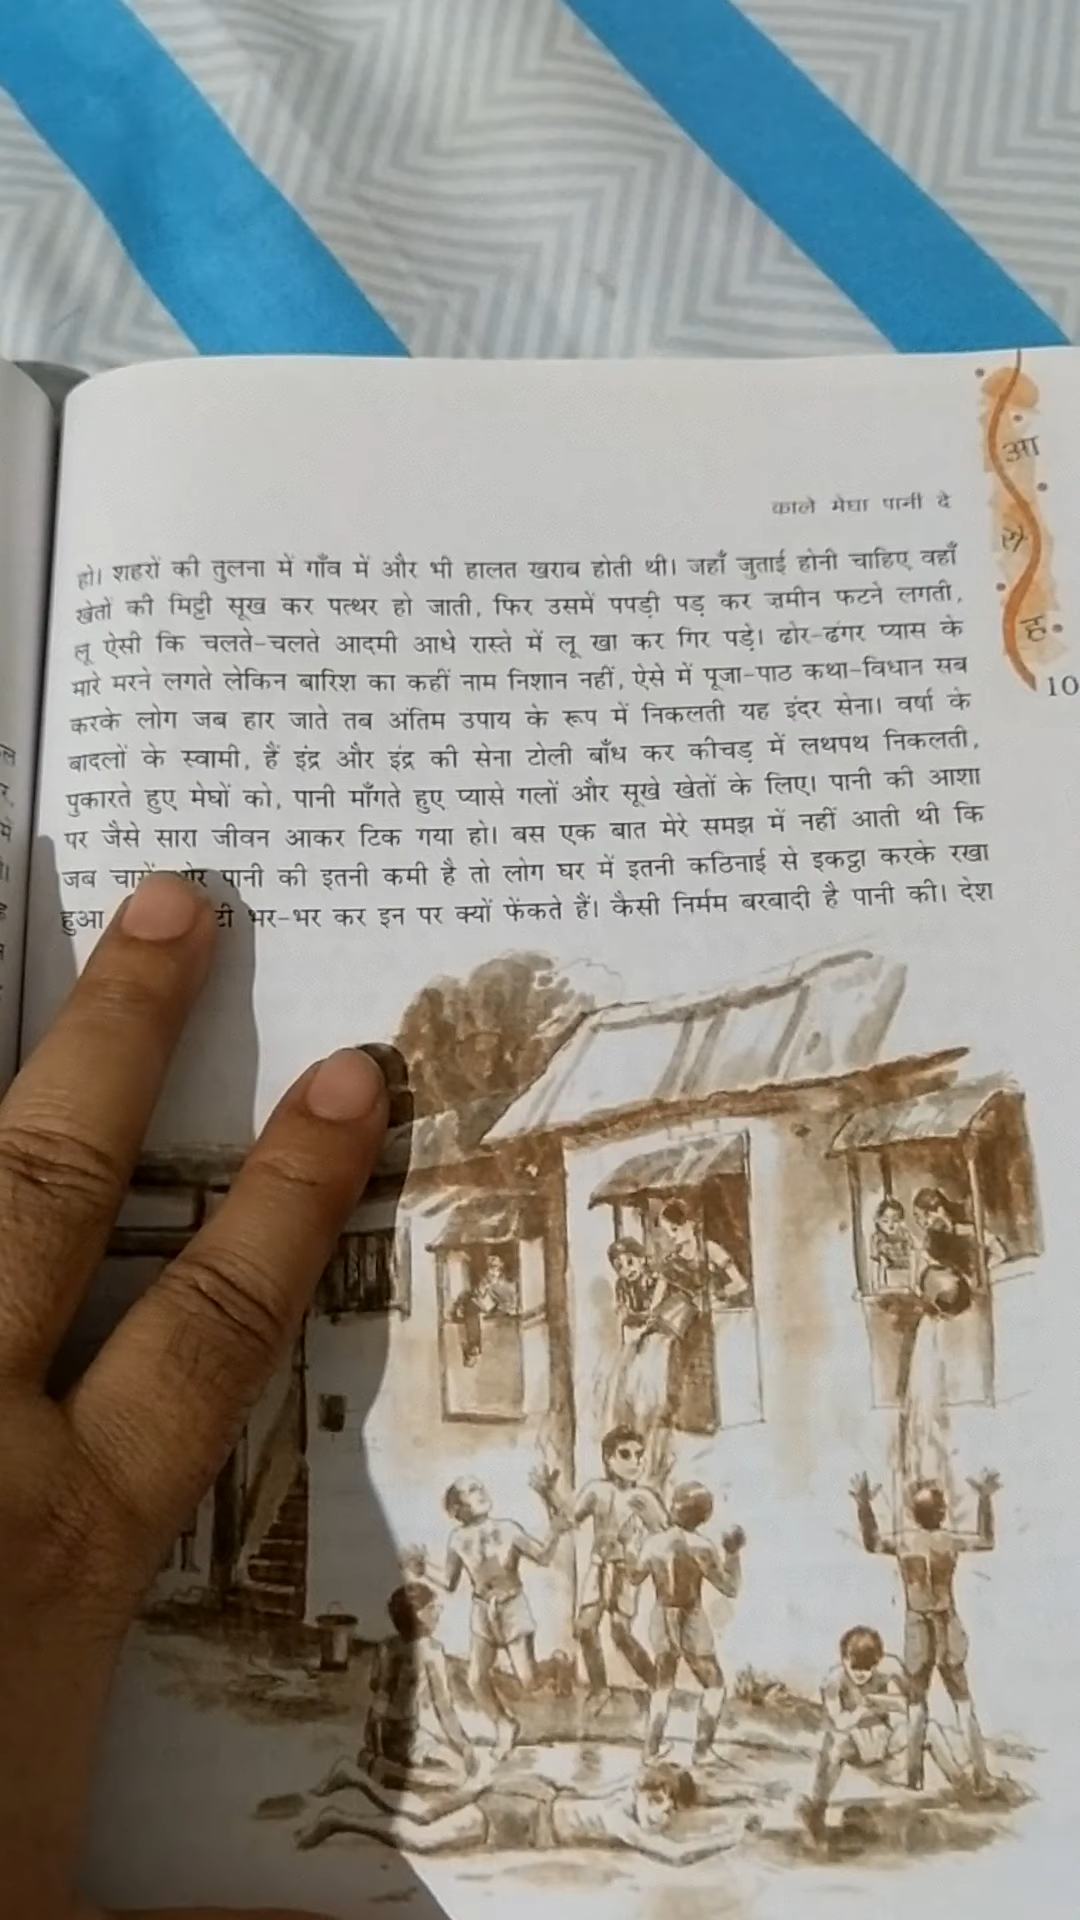 काले मेघा पानी दे
आ
रो
ह
10
हो। शहरों की तुलना में गाँव में और भी हालत खराब होती थी। जहाँ जुताई होनी चाहिए वहाँ
खेतों की मिट्टी सूख कर पत्थर हो जाती, फिर उसमें पपड़ी पड़ कर ज़मीन फटने लगती,
लू ऐसी कि चलते-चलते आदमी आधे रास्ते में लू खा कर गिर पड़े। ढोर-ढंगर प्यास के
मारे मरने लगते लेकिन बारिश का कहीं नाम निशान नहीं, ऐसे में पूजा-पाठ कथा-विधान सब
करके लोग जब हार जाते तब अंतिम उपाय के रूप में निकलती यह इंदर सेना। वर्षा के
बादलों के स्वामी, हैं इंद्र और इंद्र की सेना टोली बाँध कर कीचड़ में लथपथ निकलती,
पुकारते हुए मेघों को, पानी माँगते हुए प्यासे गलों और सूखे खेतों के लिए। पानी की आशा
पर जैसे सारा जीवन आकर टिक गया हो। बस एक बात मेरे समझ में नहीं आती थी कि
जब पानी की इतनी कमी है तो लोग घर में इतनी कठिनाई से इकट्ठा करके रखा
हुआ भर-भर कर इन पर क्यों फेंकते हैं। कैसी निर्मम बरबादी है पानी की। देश